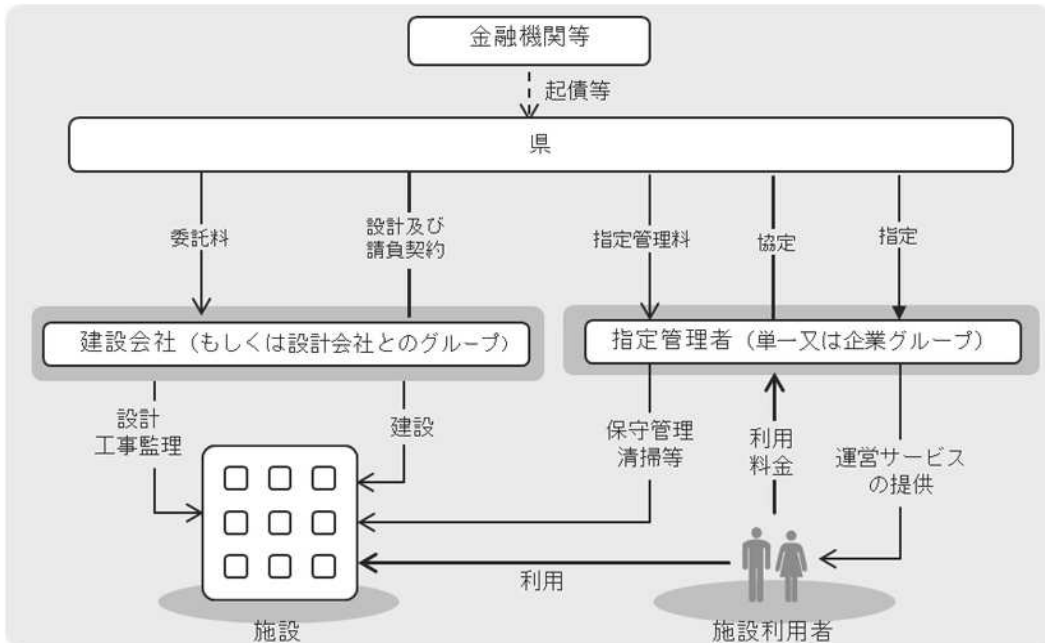 金融機関等
起債等
県
委託料
設計及び
請負契約
指定管理料
協定
指定
建設会社（もしくは設計会社とのグループ）
指定管理者（単一又は企業グループ）
設計
工事監理
建設
保守管理
清掃等
利用
料金
運営サービス
の提供
利用
施設
施設利用者